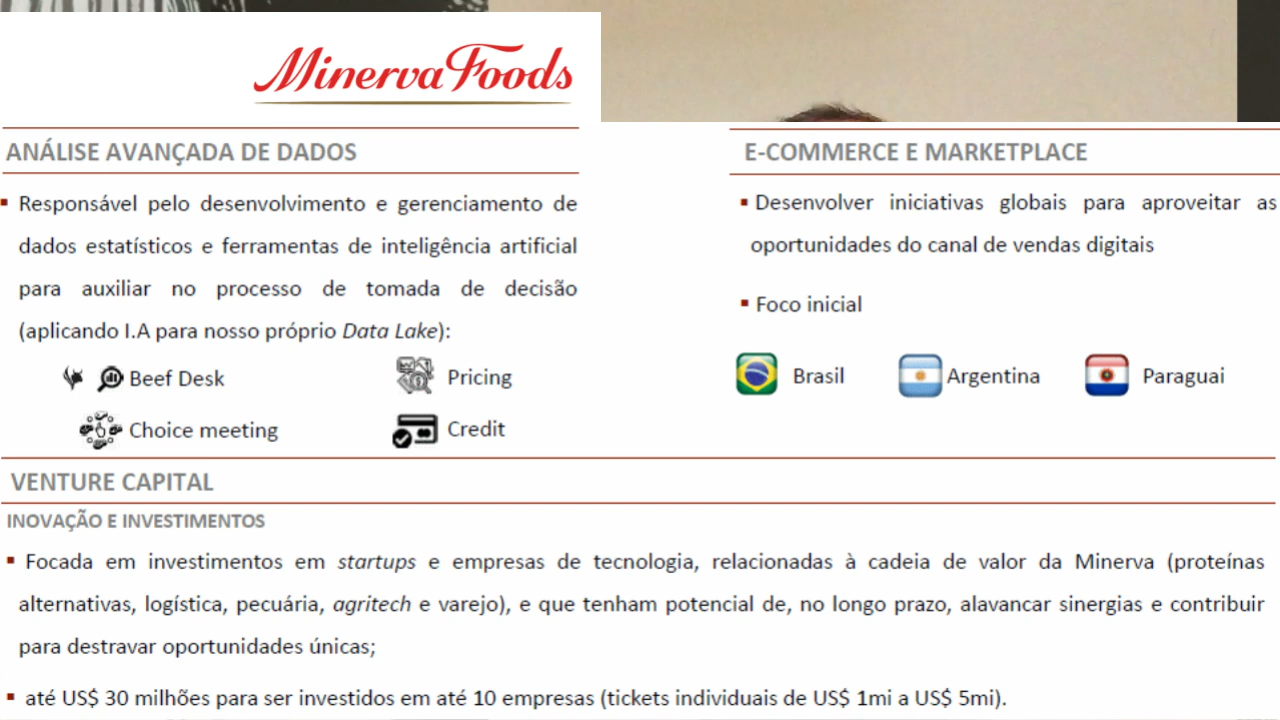 Minerva Foods
ANÁLISE AVANÇADA DE DADOS
▪ Responsável pelo desenvolvimento e gerenciamento de
dados estatísticos e ferramentas de inteligência artificial
para auxiliar no processo de tomada de decisão
(aplicando I.A para nosso próprio Data Lake):
Beef Desk
Pricing
Choice meeting
Credit
E-COMMERCE E MARKETPLACE
▪ Desenvolver iniciativas globais para aproveitar as
oportunidades do canal de vendas digitais
▪ Foco inicial
Brasil Argentina Paraguai
VENTURE CAPITAL
INOVAÇÃO E INVESTIMENTOS
▪ Focada em investimentos em startups e empresas de tecnologia, relacionadas à cadeia de valor da Minerva (proteínas
alternativas, logística, pecuária, agritech e varejo), e que tenham potencial de, no longo prazo, alavancar sinergias e contribuir
para destravar oportunidades únicas;
▪ até US$ 30 milhões para ser investidos em até 10 empresas (tickets individuais de US$ 1mi a US$ 5mi).